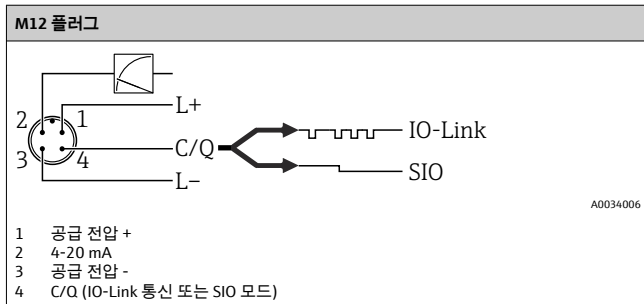 M12 플러그
L+
2 1
C/Q
IO-Link
3 4
SIO
L-
A0034006
1 공급 전압 +
2 4-20 mA
3 공급 전압 -
4 C/Q (IO-Link 통신 또는 SIO 모드)